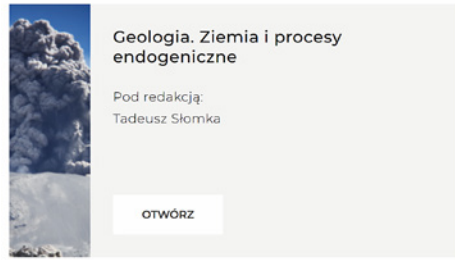 Geologia. Ziemia i procesy
endogeniczne
Pod redakcją:
Tadeusz Słomka
OTWÓRZ